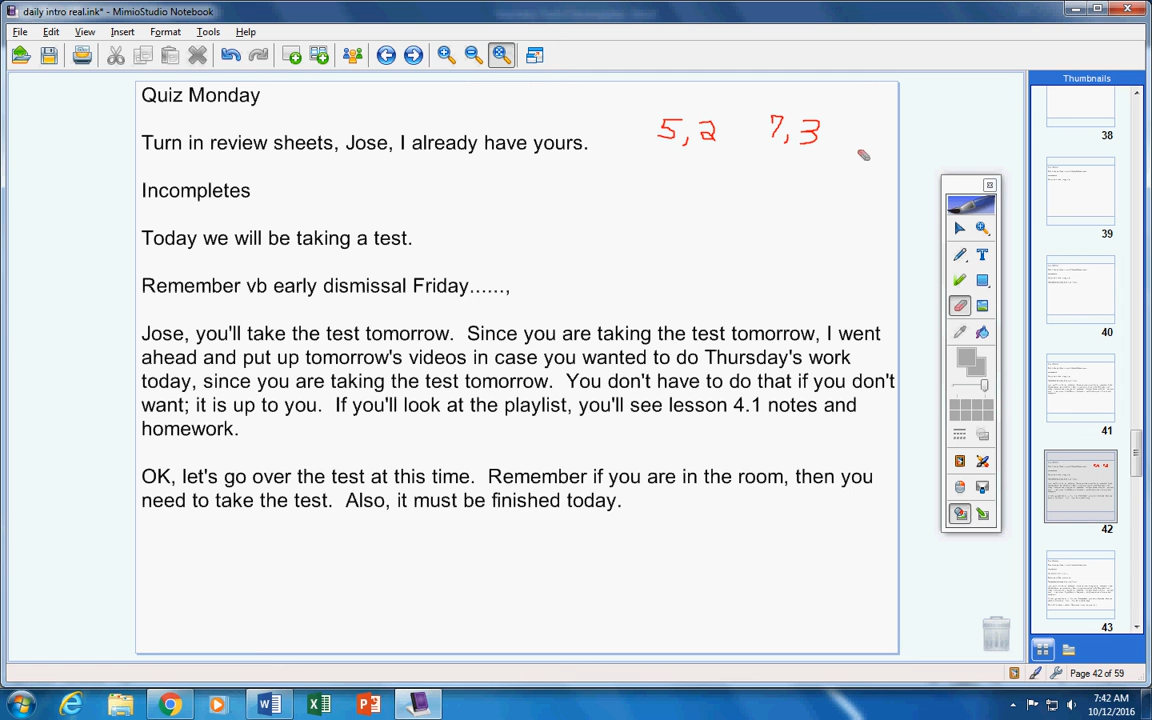 daily intro real.ink* - MimioStudio Notebook
File Edit View Insert Format Tools Help
Thumbnails
Quiz Monday
5, 2 7, 3
Turn in review sheets, Jose, I already have yours.
Incompletes
Today we will be taking a test.
Remember vb early dismissal Friday......,
Jose, you'll take the test tomorrow. Since you are taking the test tomorrow, I went
ahead and put up tomorrow's videos in case you wanted to do Thursday's work
today, since you are taking the test tomorrow. You don't have to do that if you don't
want; it is up to you. If you'll look at the playlist, you'll see lesson 4.1 notes and
homework.
OK, let's go over the test at this time. Remember if you are in the room, then you
need to take the test. Also, it must be finished today.
38
39
40
41
42
43
Page 42 of 59
7:42 AM
10/12/2016